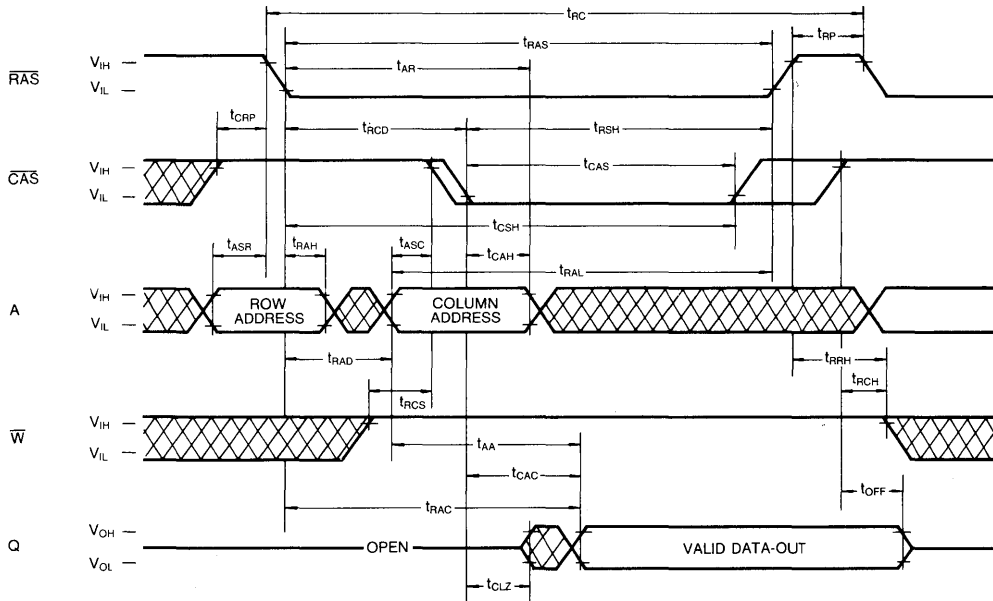 tRC
tRP
tRAS
tAR
RAS
VIH
VIL
tCRP
tRCD
tRSH
tCAS
CAS
VIH
VIL
tCSH
tASR
tRAH
tASC
tCAH
tRAL
A
VIH
VIL
ROW
ADDRESS
COLUMN
ADDRESS
tRAD
tRRH
tRCS
tRCH
W
VIH
VIL
tAA
tCAC
tOFF
tRAC
Q
VOH
VOL
OPEN
VALID DATA-OUT
tCLZ